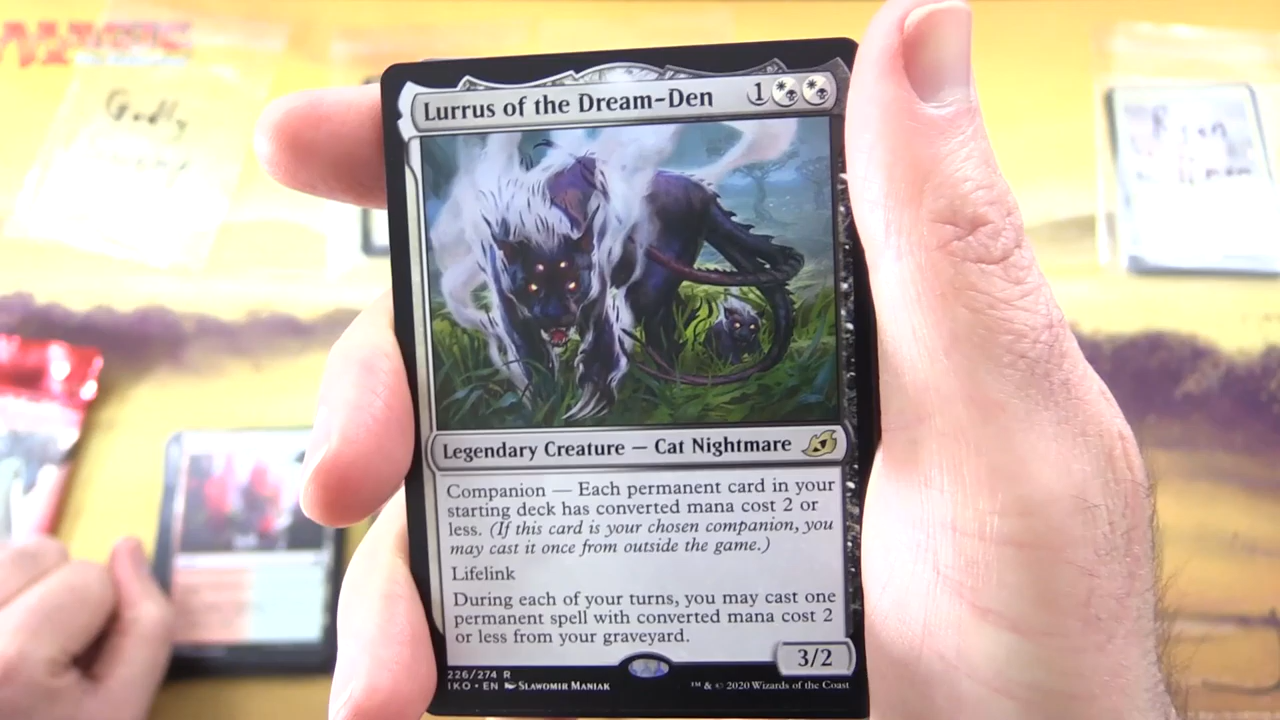 MAGIC
Godly
Lurrus of the Dream-Den 1
Legendary Creature — Cat Nightmare
Companion — Each permanent card in your
starting deck has converted mana cost 2 or
less. (If this card is your chosen companion, you
may cast it once from outside the game.)
Lifelink
During each of your turns, you may cast one
permanent spell with converted mana cost 2
or less from your graveyard.
3/2
226/274 R
IKO • EN SLAWOMIR MANIAK
™ & © 2020 Wizards of the Coast
Ryan